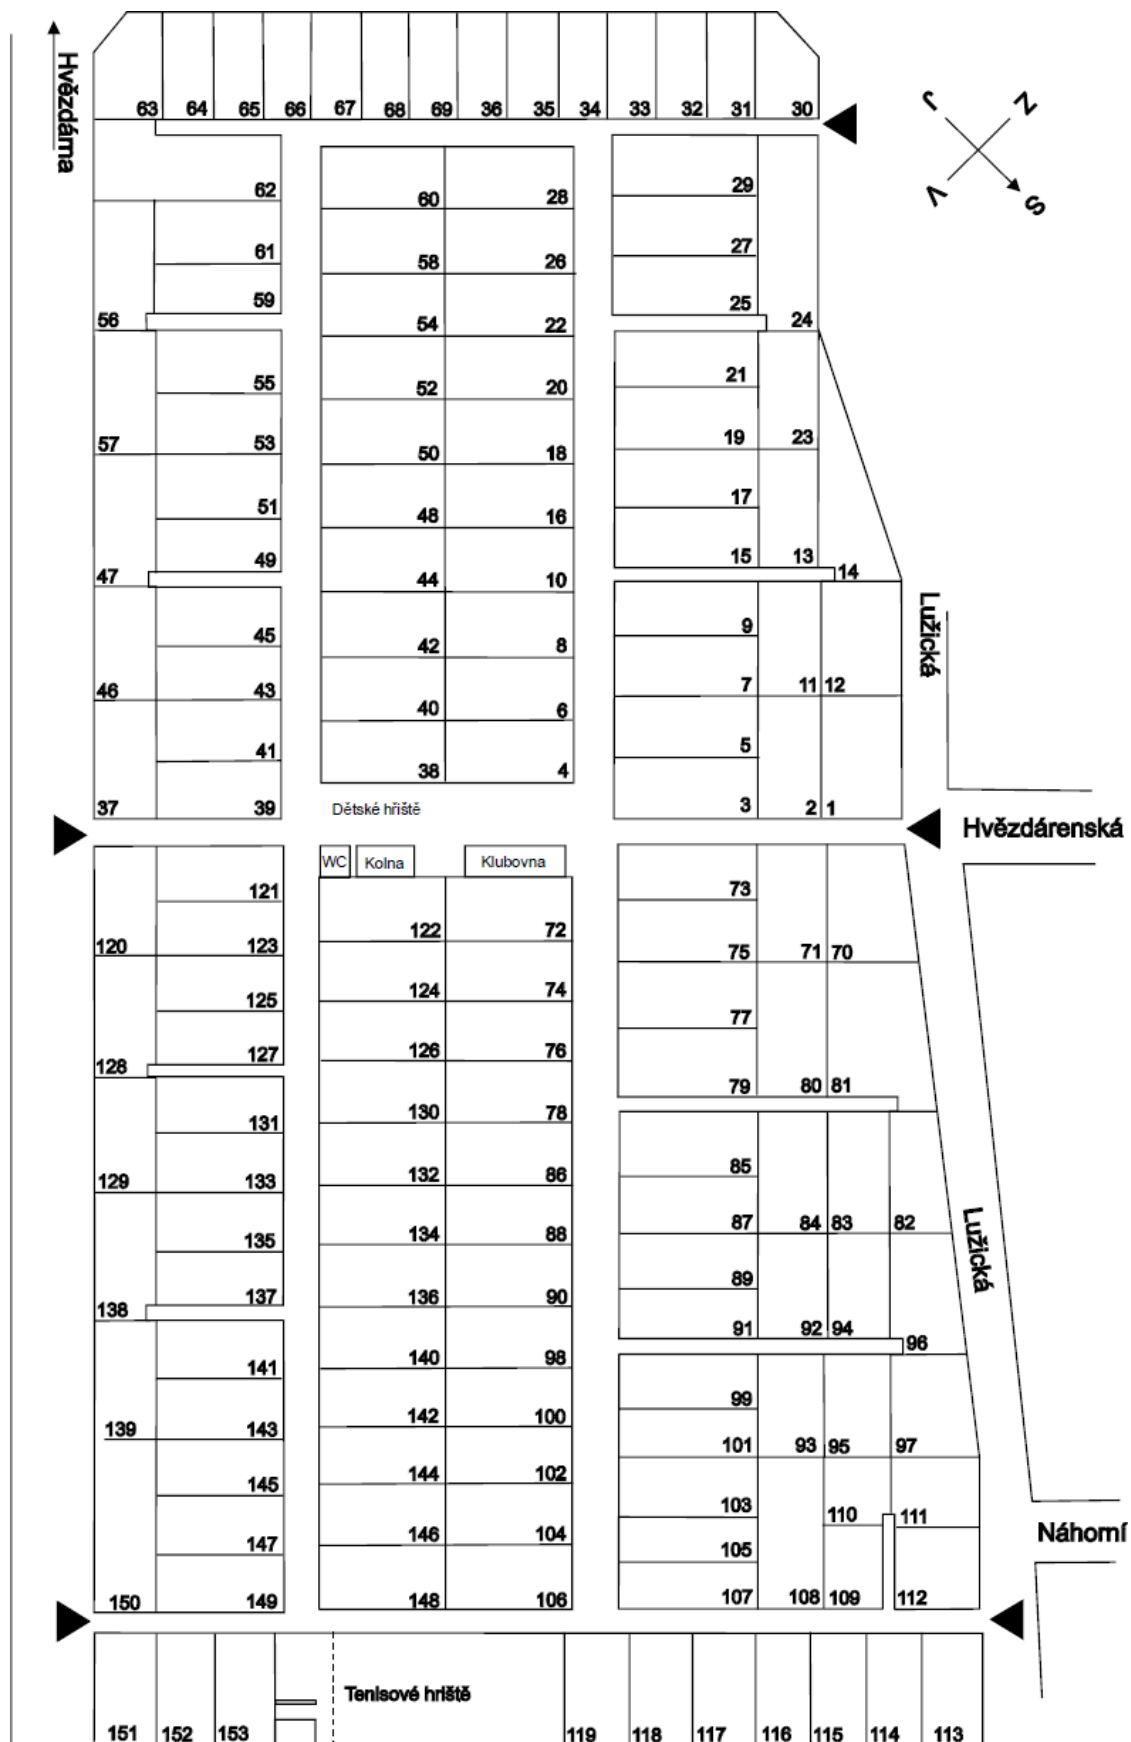 Hvězdárna
63 64 65 66 67 68 69 36 35 34 33 32 31 30
J Z
V S
62 60 28 29
61 58 26 27
59 54 22 25
56 24
55 52 20 21
57 53 50 18 19 23
51 48 16 17
49 44 10 15 13
47 14
45 42 8 9
Lužická
46 43 40 6 7 11 12
41 38 4 5
37 39 Dětské hřiště 3 2 1
Hvězdárenská
WC Kolna Klubovna
121 73
120 123 122 72 75 71 70
125 124 74 77
128 127 126 76 79 80 81
131 130 78
129 133 132 86 85
135 134 88 87 84 83 82
Lužická
138 137 136 90 89
91 92 94 96
141 140 98 99
139 143 142 100 101 93 95 97
145 144 102 103 110 111
147 146 104 105
Náhorní
150 149 148 106 107 108 109 112
Tenisové hriště
151 152 153 119 118 117 116 115 114 113